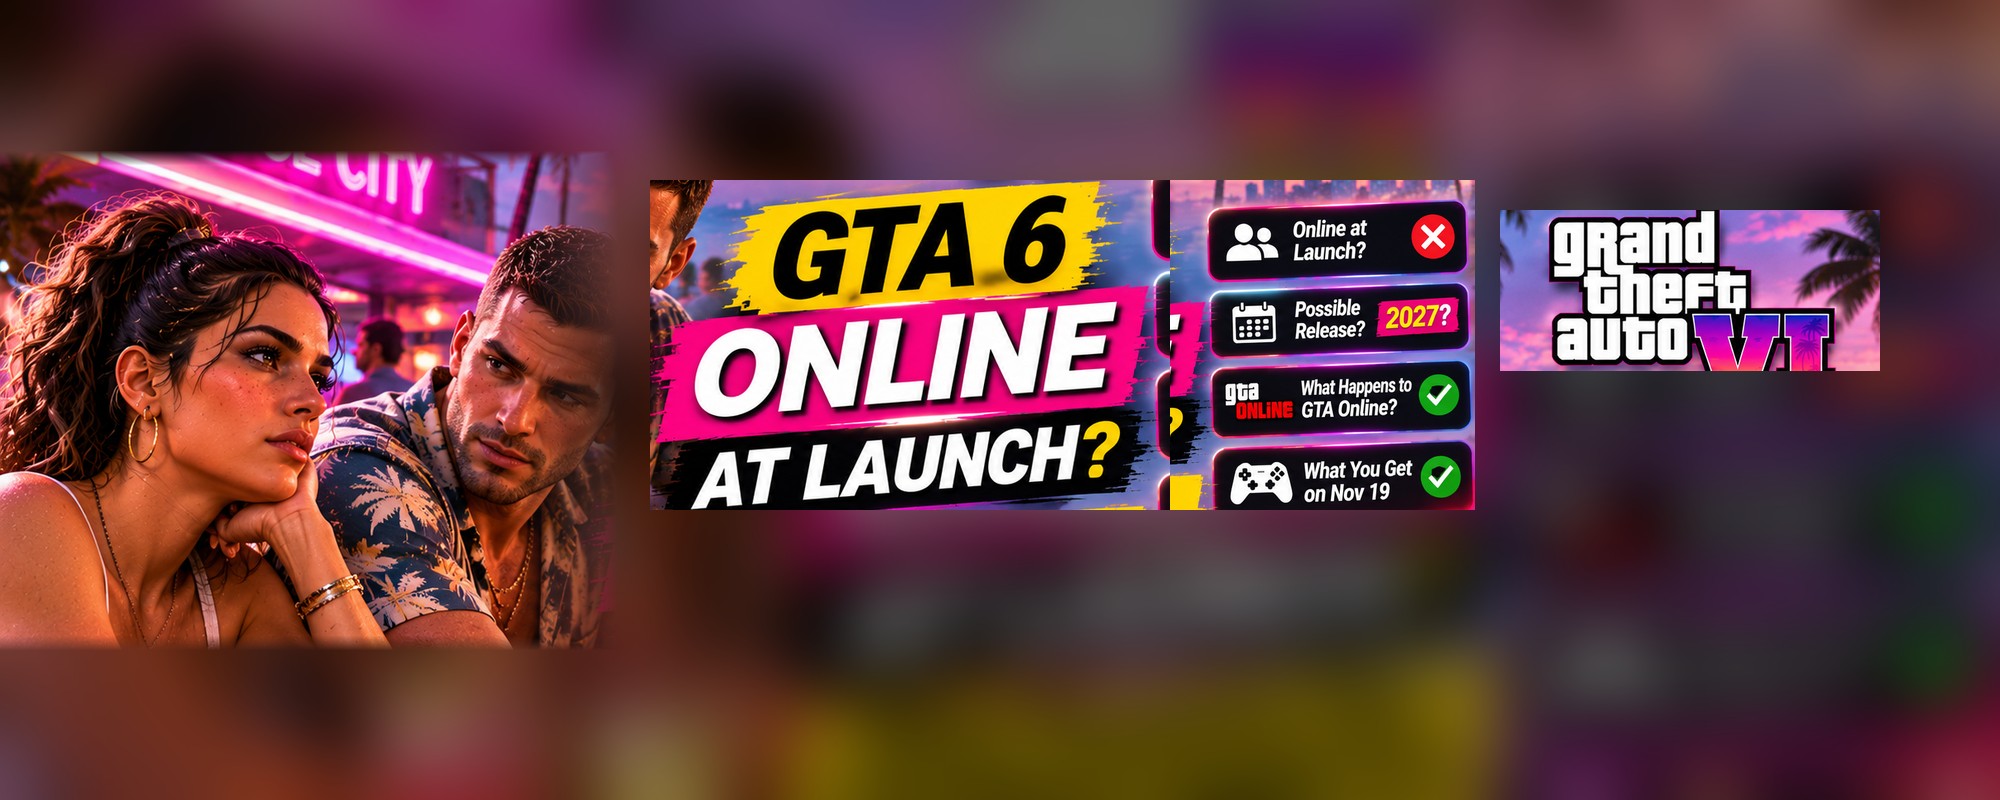 CITY
GTA 6
ONLINE
AT LAUNCH?
Online at
Launch?
Possible
Release?
2027?
gta
ONLINE
What Happens to
GTA Online?
What You Get
on Nov 19
grand
theft
auto
VI